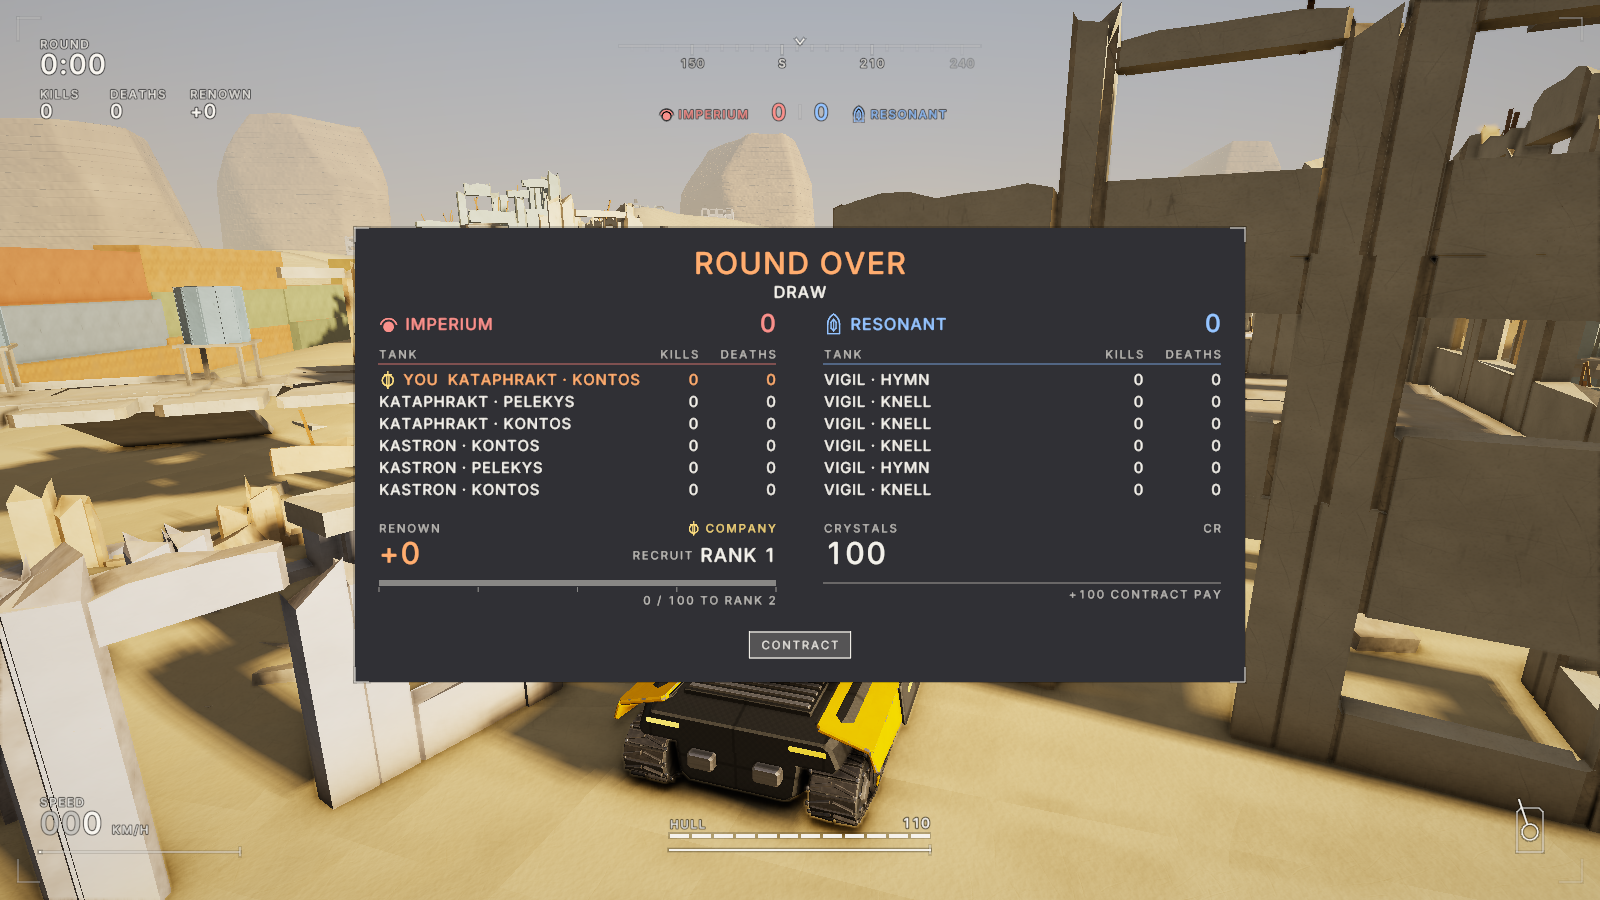 ROUND
0:00
KILLS DEATHS RENOWN
0 0 +0
150 S 210 240
IMPERIUM 0 0 RESONANT
ROUND OVER
DRAW
IMPERIUM 0
TANK KILLS DEATHS
YOU KATAPHRAKT · KONTOS 0 0
KATAPHRAKT · PELEKYS 0 0
KATAPHRAKT · KONTOS 0 0
KASTRON · KONTOS 0 0
KASTRON · PELEKYS 0 0
KASTRON · KONTOS 0 0
RESONANT 0
TANK KILLS DEATHS
VIGIL · HYMN 0 0
VIGIL · KNELL 0 0
VIGIL · KNELL 0 0
VIGIL · KNELL 0 0
VIGIL · HYMN 0 0
VIGIL · KNELL 0 0
RENOWN COMPANY
+0 RECRUIT RANK 1
0 / 100 TO RANK 2
CRYSTALS CR
100
+100 CONTRACT PAY
CONTRACT
SPEED
000 KM/H
HULL 110